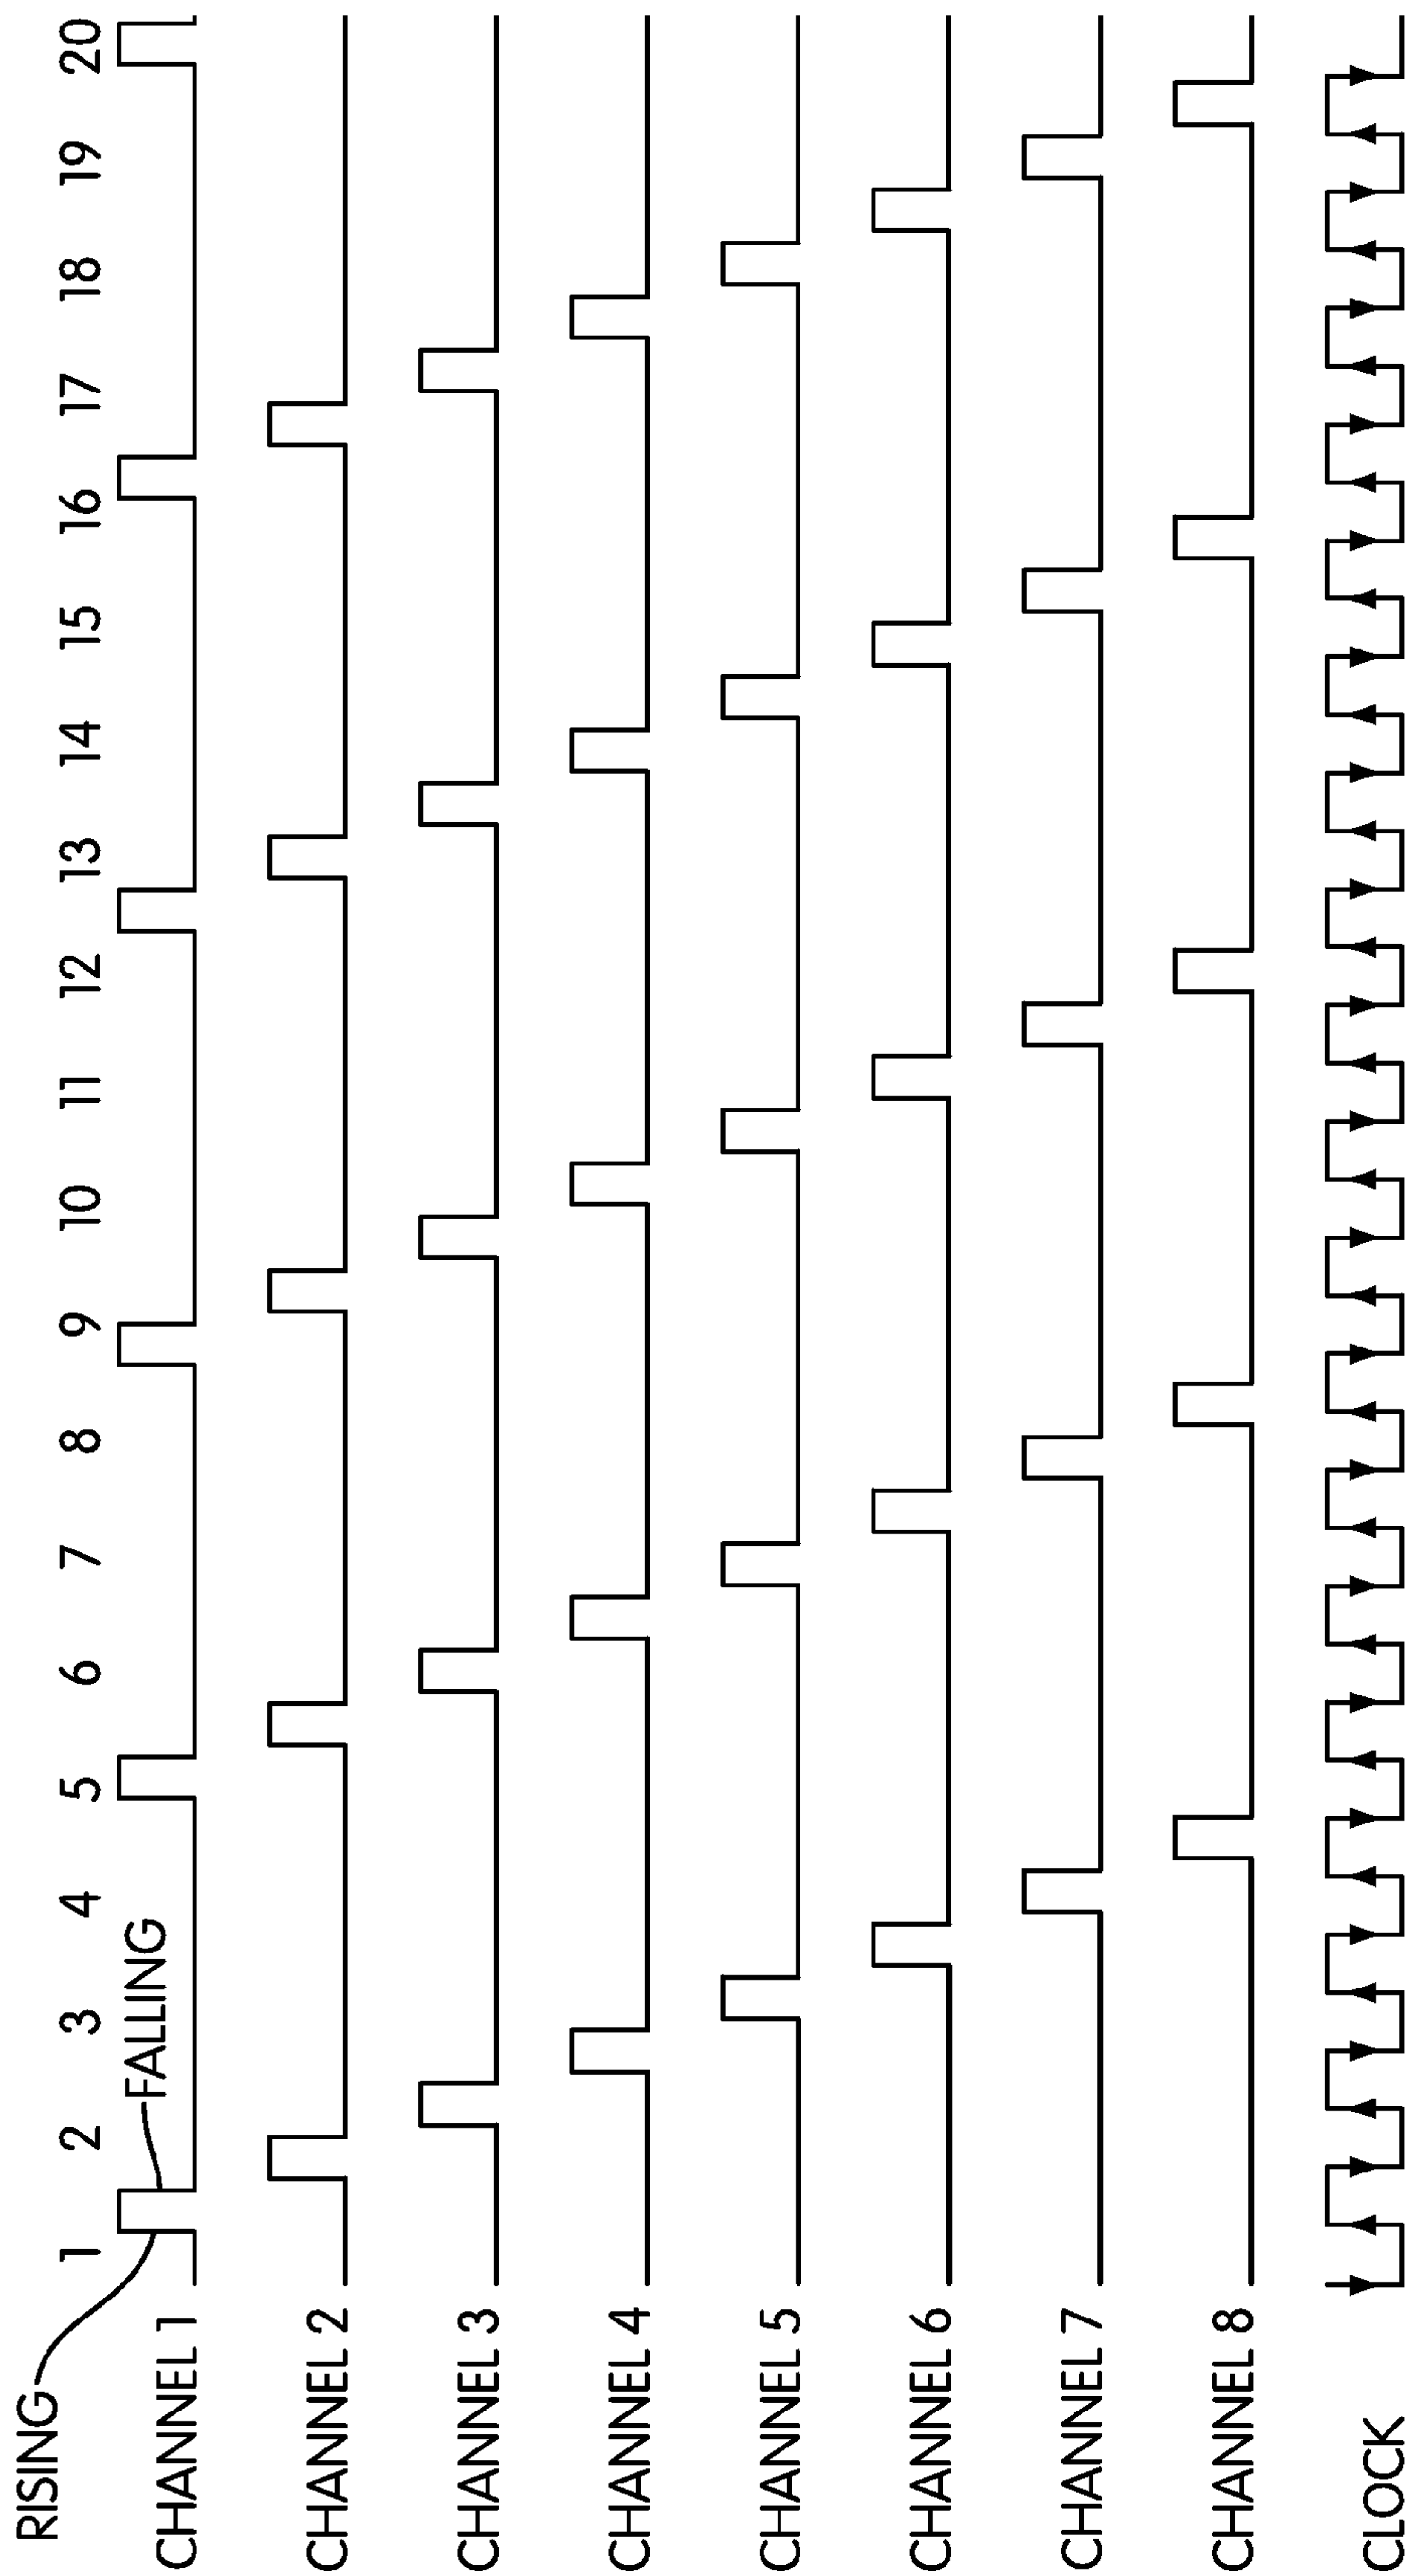 RISING
FALLING
1 2 3 4 5 6 7 8 9 10 11 12 13 14 15 16 17 18 19 20
CHANNEL 1
CHANNEL 2
CHANNEL 3
CHANNEL 4
CHANNEL 5
CHANNEL 6
CHANNEL 7
CHANNEL 8
CLOCK